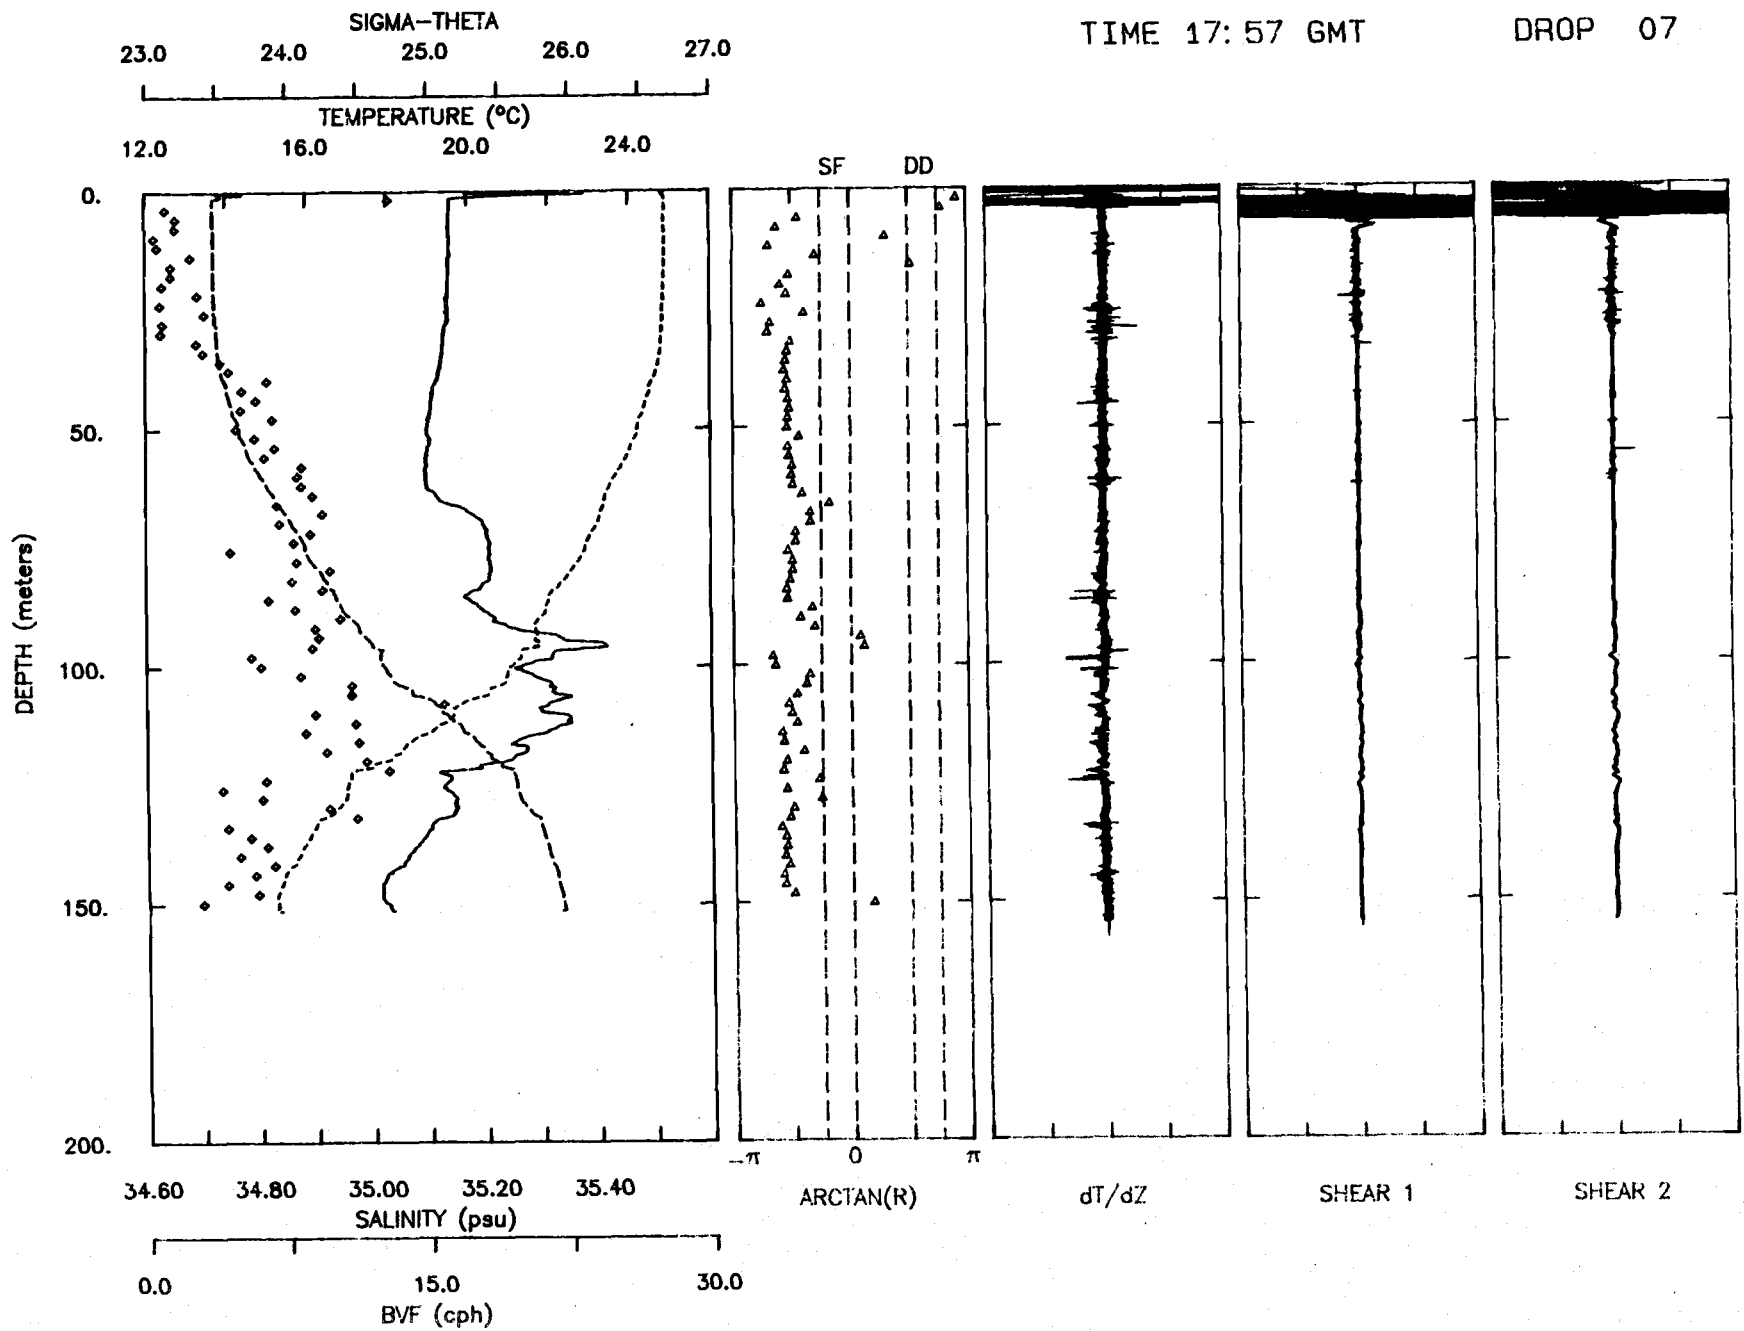 SIGMA-THETA
TIME 17:57 GMT DROP 07
23.0 24.0 25.0 26.0 27.0
TEMPERATURE (°C)
12.0 16.0 20.0 24.0
SF DD
0.
50.
100.
150.
200.
DEPTH (meters)
-π 0 π
34.60 34.80 35.00 35.20 35.40
SALINITY (psu)
ARCTAN(R) dT/dZ SHEAR 1 SHEAR 2
0.0 15.0 30.0
BVF (cph)